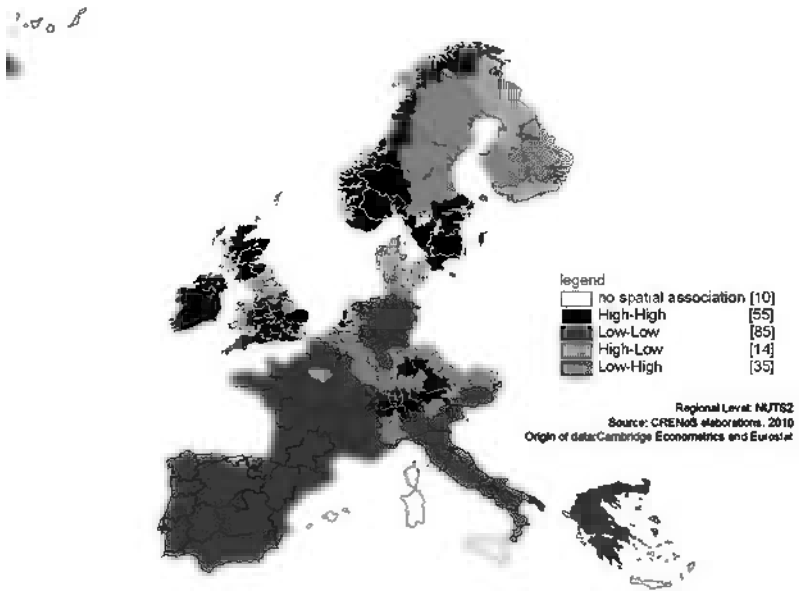 legend
no spatial association [10]
High-High [55]
Low-Low [85]
High-Low [14]
Low-High [35]
Regional Level: NUTS2
Source: CRENoS elaborations, 2010
Origin of data:Cambridge Econometrics and Eurostat